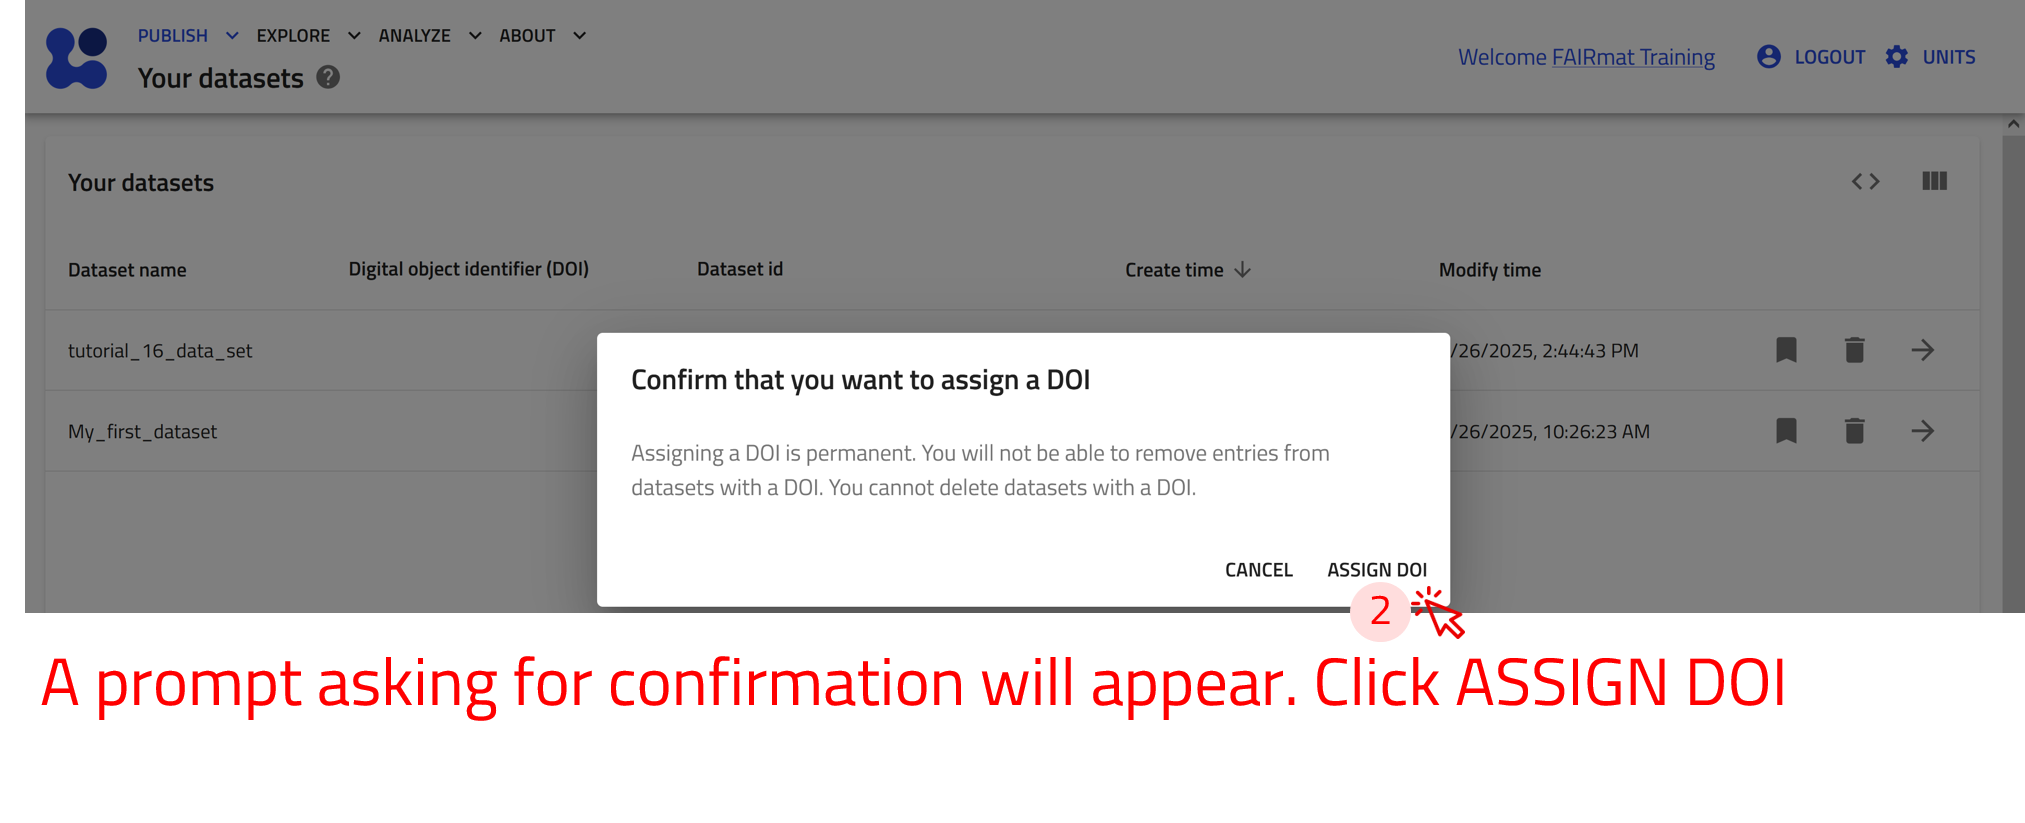 PUBLISH EXPLORE ANALYZE ABOUT
Your datasets ?
Welcome FAIRmat Training LOGOUT UNITS
Your datasets
Dataset name Digital object identifier (DOI) Dataset id Create time Modify time
tutorial_16_data_set /26/2025, 2:44:43 PM
My_first_dataset /26/2025, 10:26:23 AM
Confirm that you want to assign a DOI
Assigning a DOI is permanent. You will not be able to remove entries from
datasets with a DOI. You cannot delete datasets with a DOI.
CANCEL ASSIGN DOI
2
A prompt asking for confirmation will appear. Click ASSIGN DOI